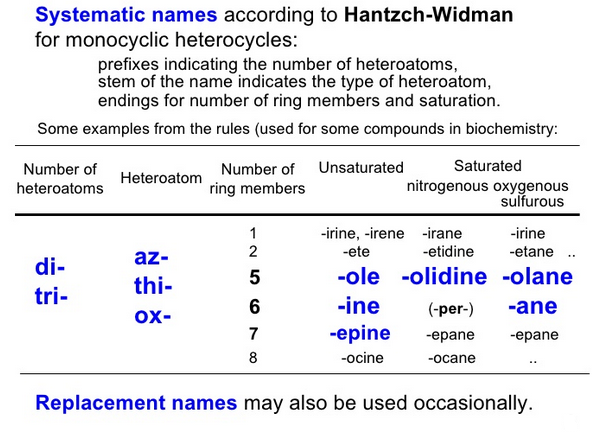 Systematic names according to Hantzch-Widman
for monocyclic heterocycles:
prefixes indicating the number of heteroatoms,
stem of the name indicates the type of heteroatom,
endings for number of ring members and saturation.
Some examples from the rules (used for some compounds in biochemistry:
Number of heteroatoms Heteroatom Number of ring members Unsaturated Saturated
nitrogenous oxygenous
sulfurous
1 -irine, -irene -irane -irine
2 -ete -etidine -etane ..
di- az- 5 -ole -olidine -olane
tri- thi- 6 -ine (-per-) -ane
ox- 7 -epine -epane -epane
8 -ocine -ocane ..
Replacement names may also be used occasionally.